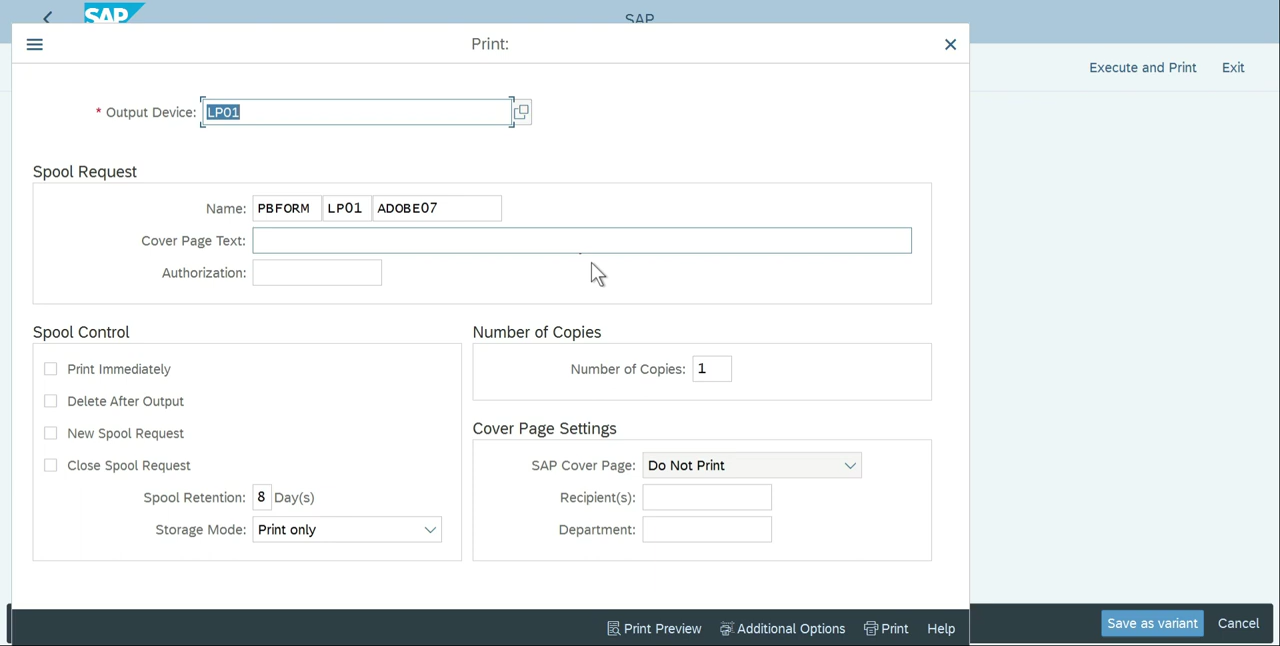 SAP
SAP
Print:
Execute and Print Exit
* Output Device: LP01
Spool Request
Name: PBFORM LP01 ADOBE07
Cover Page Text:
Authorization:
Spool Control
Print Immediately
Delete After Output
New Spool Request
Close Spool Request
Spool Retention: 8 Day(s)
Storage Mode: Print only
Number of Copies
Number of Copies: 1
Cover Page Settings
SAP Cover Page: Do Not Print
Recipient(s):
Department:
Print Preview Additional Options Print Help
Save as variant Cancel